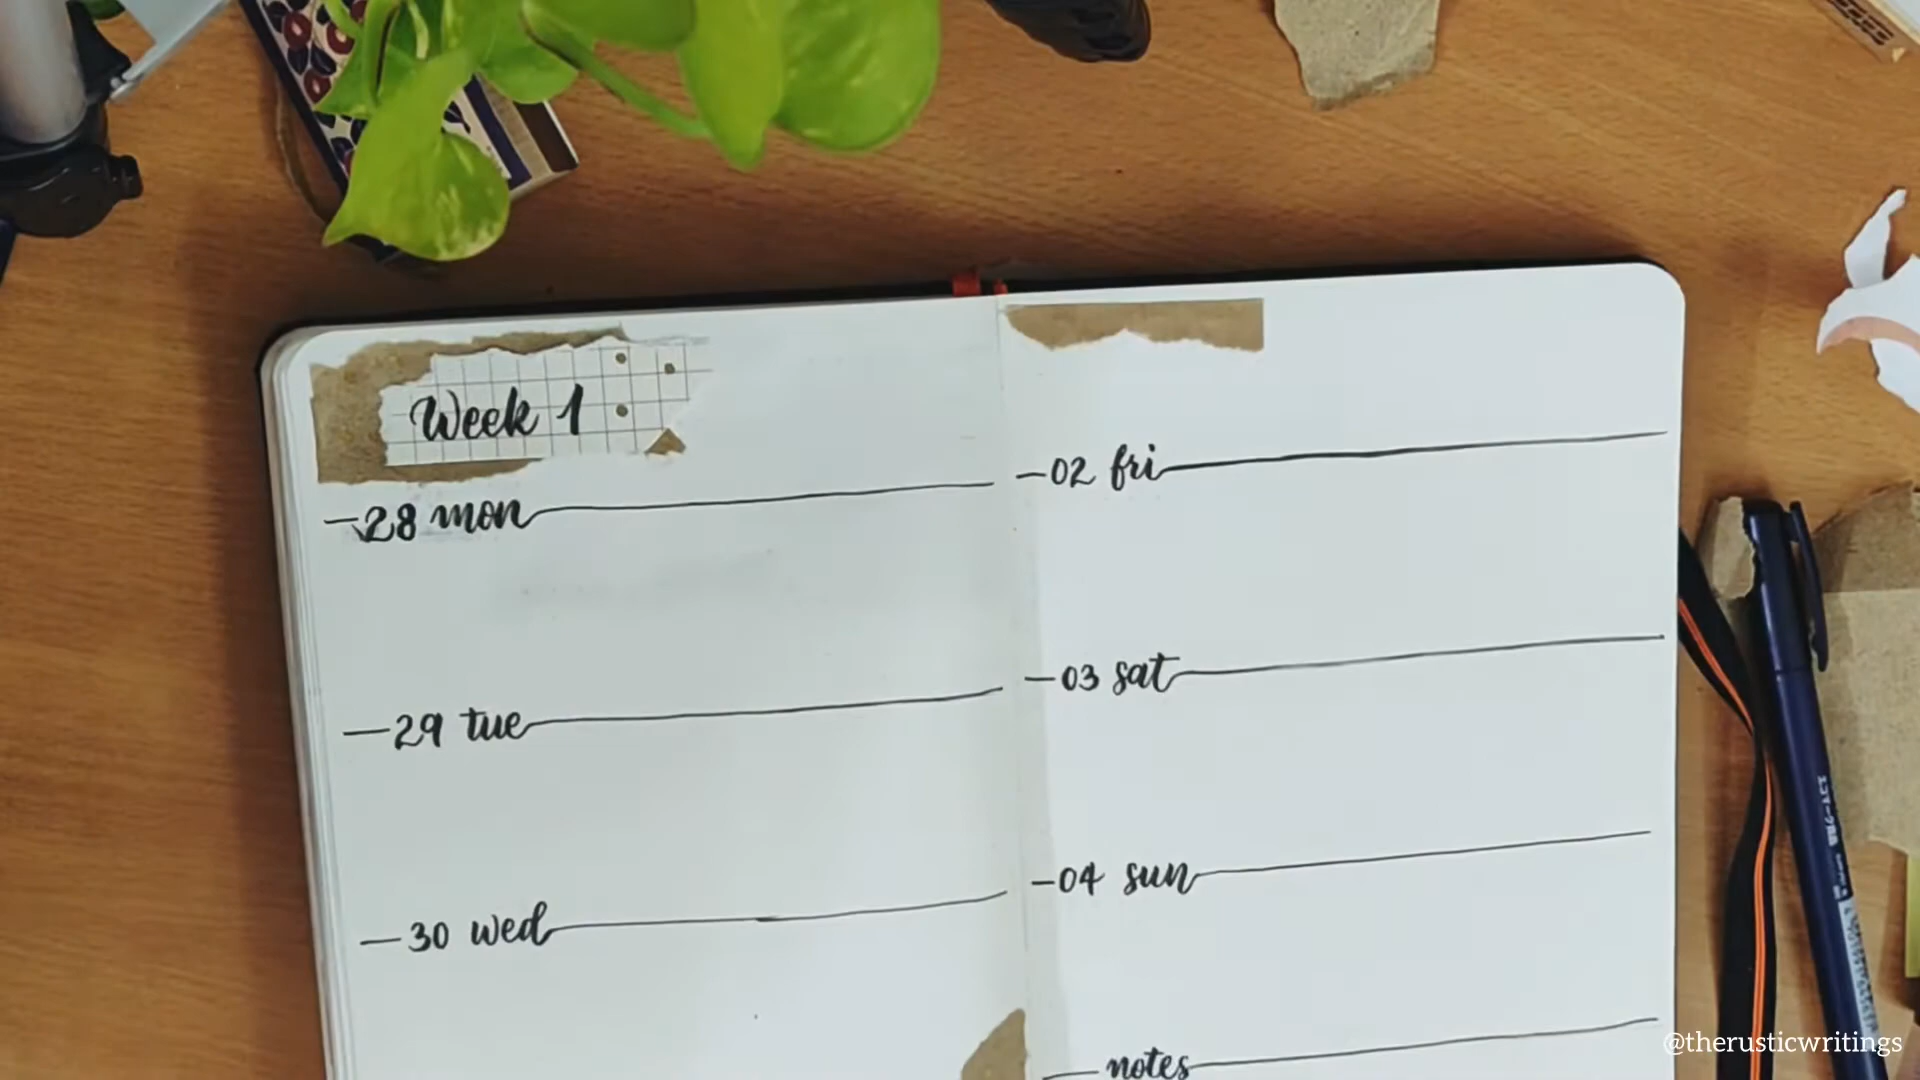 Week 1
28 mon
29 tue
30 wed
02 fri
03 sat
04 sun
notes
@therusticwritings